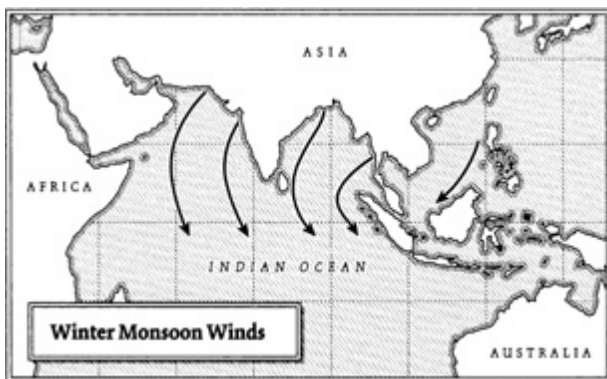 ASIA
AFRICA
INDIAN OCEAN
Winter Monsoon Winds
AUSTRALIA